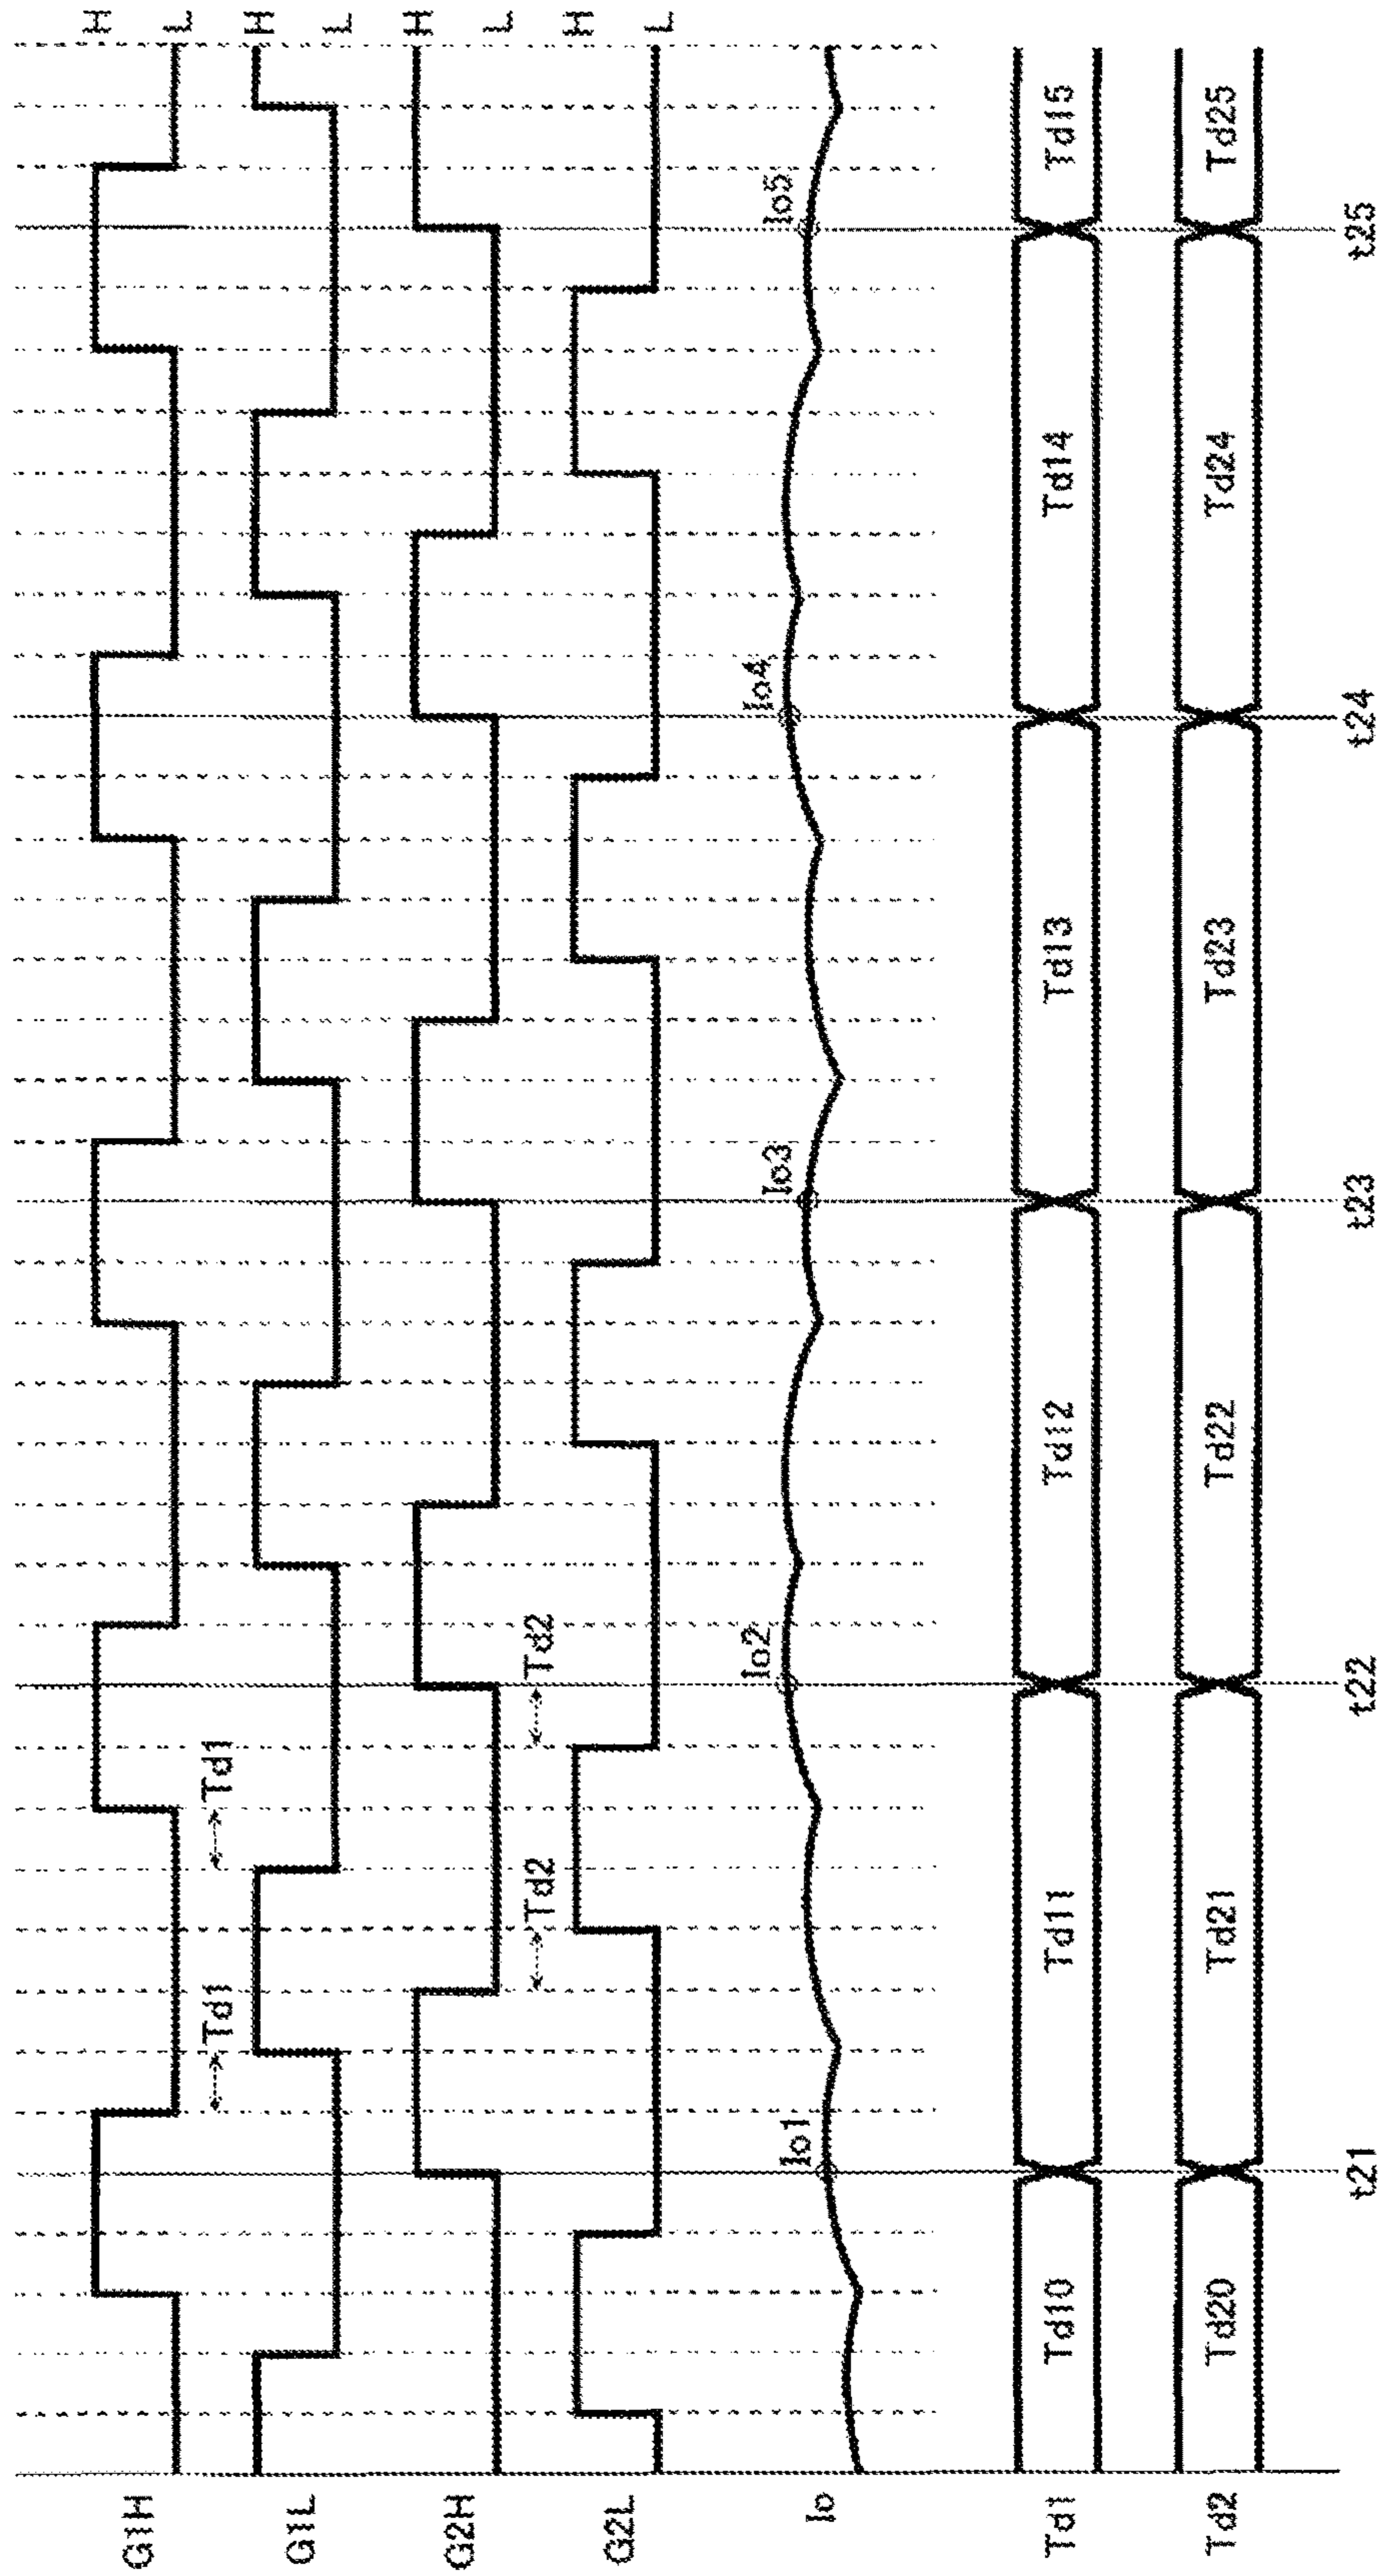 G1H H
L
Td1 Td1
G1L H
L
G2H H
L
Td2 Td2
G2L H
L
Io Io1 Io2 Io3 Io4 Io5
Td1 Td10 Td11 Td12 Td13 Td14 Td15
Td2 Td20 Td21 Td22 Td23 Td24 Td25
t21 t22 t23 t24 t25